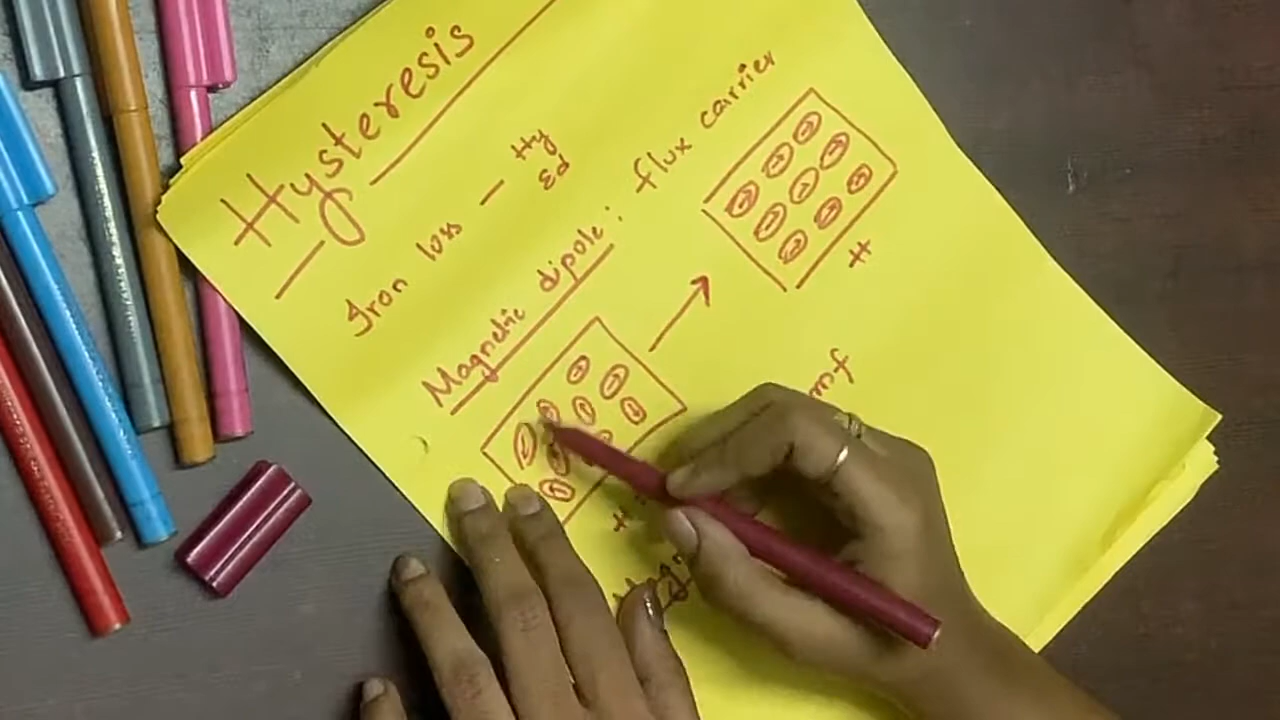 Hysteresis
Iron loss - Hy
Ed
Magnetic dipole: flux carrier
H